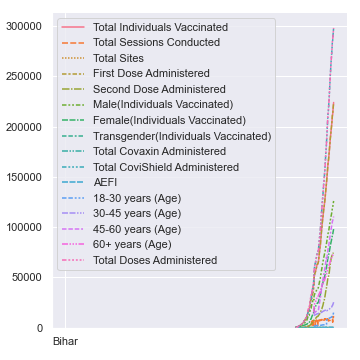 300000
250000
200000
150000
100000
50000
0
Bihar
Total Individuals Vaccinated
Total Sessions Conducted
Total Sites
First Dose Administered
Second Dose Administered
Male(Individuals Vaccinated)
Female(Individuals Vaccinated)
Transgender(Individuals Vaccinated)
Total Covaxin Administered
Total CoviShield Administered
AEFI
18-30 years (Age)
30-45 years (Age)
45-60 years (Age)
60+ years (Age)
Total Doses Administered